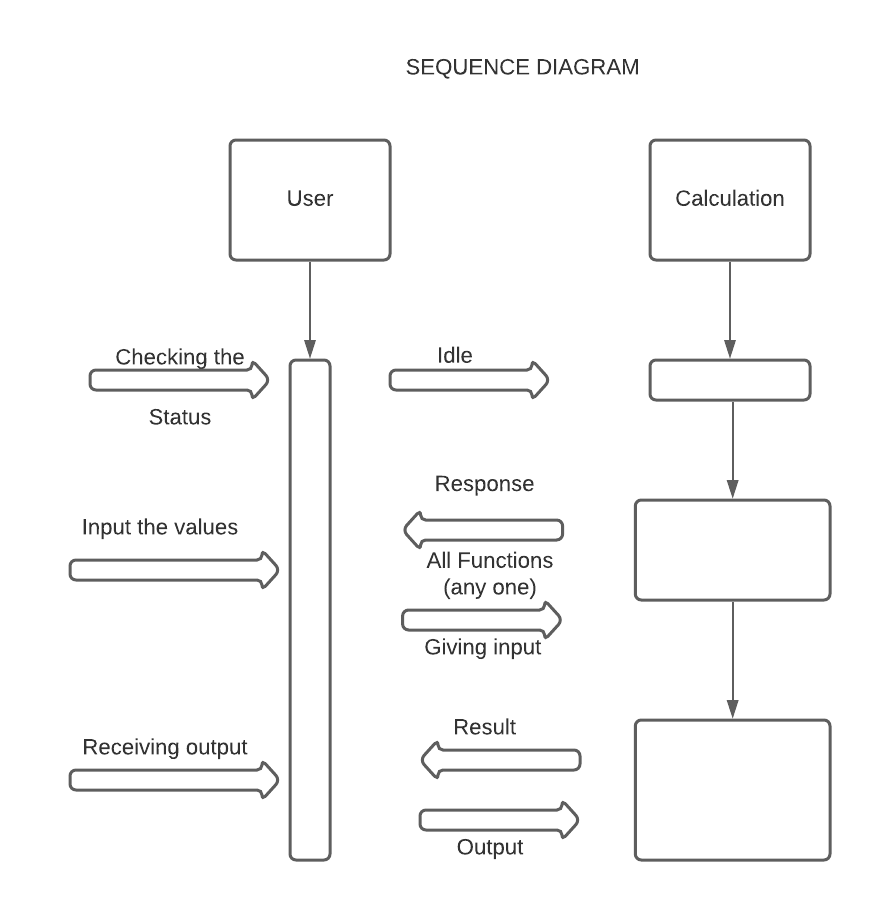 SEQUENCE DIAGRAM
User
Calculation
Checking the
Status
Idle
Response
Input the values
All Functions
(any one)
Giving input
Result
Receiving output
Output